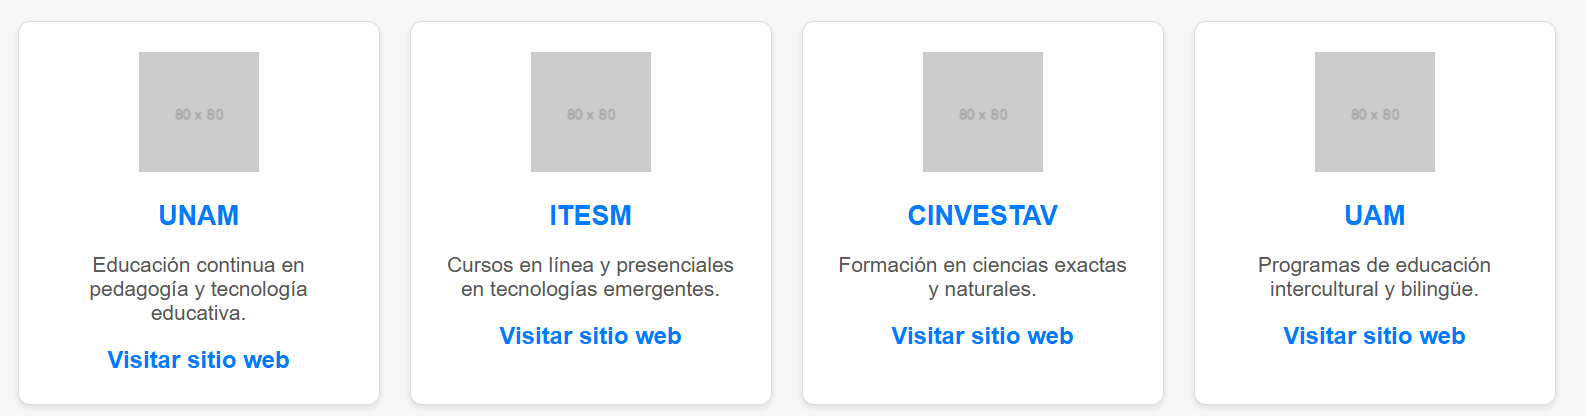 80 x 80
UNAM
Educación continua en
pedagogía y tecnología
educativa.
Visitar sitio web
80 x 80
ITESM
Cursos en línea y presenciales
en tecnologías emergentes.
Visitar sitio web
80 x 80
CINVESTAV
Formación en ciencias exactas
y naturales.
Visitar sitio web
80 x 80
UAM
Programas de educación
intercultural y bilingüe.
Visitar sitio web